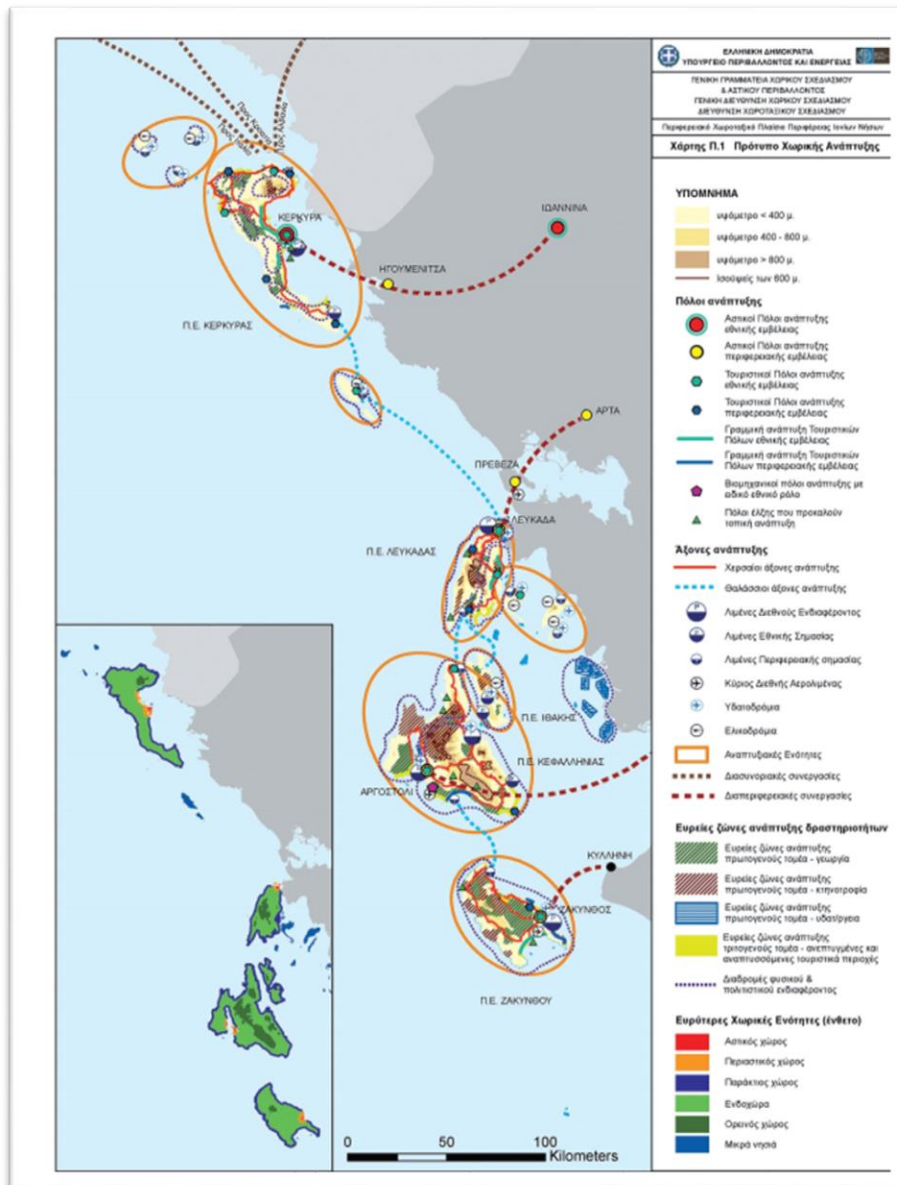 ΕΛΛΗΝΙΚΗ ΔΗΜΟΚΡΑΤΙΑ
ΥΠΟΥΡΓΕΙΟ ΠΕΡΙΒΑΛΛΟΝΤΟΣ ΚΑΙ ΕΝΕΡΓΕΙΑΣ
ΓΕΝΙΚΗ ΓΡΑΜΜΑΤΕΙΑ ΧΩΡΙΚΟΥ ΣΧΕΔΙΑΣΜΟΥ
& ΑΣΤΙΚΟΥ ΠΕΡΙΒΑΛΛΟΝΤΟΣ
ΓΕΝΙΚΗ ΔΙΕΥΘΥΝΣΗ ΧΩΡΙΚΟΥ ΣΧΕΔΙΑΣΜΟΥ
ΔΙΕΥΘΥΝΣΗ ΧΩΡΟΤΑΞΙΚΟΥ ΣΧΕΔΙΑΣΜΟΥ
Περιφερειακό Χωροταξικό Πλαίσιο Περιφέρειας Ιονίων Νήσων
Χάρτης Π.1 Πρότυπο Χωρικής Ανάπτυξης
ΥΠΟΜΝΗΜΑ
υψόμετρο < 400 μ.
υψόμετρο 400 - 800 μ.
υψόμετρο > 800 μ.
Ισοϋψείς των 600 μ.
Πόλοι ανάπτυξης
Αστικοί Πόλοι ανάπτυξης
εθνικής εμβέλειας
Αστικοί Πόλοι ανάπτυξης
περιφερειακής εμβέλειας
Τουριστικοί Πόλοι ανάπτυξης
εθνικής εμβέλειας
Τουριστικοί Πόλοι ανάπτυξης
περιφερειακής εμβέλειας
Γραμμική ανάπτυξη Τουριστικών
Πόλων εθνικής εμβέλειας
Γραμμική ανάπτυξη Τουριστικών
Πόλων περιφερειακής εμβέλειας
Βιομηχανικοί πόλοι ανάπτυξης με
ειδικό εθνικό ρόλο
Πόλοι έλξης που προκαλούν
τοπική ανάπτυξη
Άξονες ανάπτυξης
Χερσαίοι άξονες ανάπτυξης
Θαλάσσιοι άξονες ανάπτυξης
Λιμένες Διεθνούς Ενδιαφέροντος
Λιμένες Εθνικής Σημασίας
Λιμένες Περιφερειακής σημασίας
Κύριος Διεθνής Αερολιμένας
Υδατοδρόμια
Ελικοδρόμια
Αναπτυξιακές Ενότητες
Διασυνοριακές συνεργασίες
Διαπεριφερειακές συνεργασίες
Ευρείες ζώνες ανάπτυξης δραστηριοτήτων
Ευρείες ζώνες ανάπτυξης
πρωτογενούς τομέα - γεωργία
Ευρείες ζώνες ανάπτυξης
πρωτογενούς τομέα - κτηνοτροφία
Ευρείες ζώνες ανάπτυξης
πρωτογενούς τομέα - υδατ/ργεια
Ευρείες ζώνες ανάπτυξης
τριτογενούς τομέα - ανεπτυγμένες και
αναπτυσσόμενες τουριστικά περιοχές
Διαδρομές φυσικού &
πολιτιστικού ενδιαφέροντος
Ευρύτερες Χωρικές Ενότητες (ένθετο)
Αστικός χώρος
Περιαστικός χώρος
Παράκτιος χώρος
Ενδοχώρα
Ορεινός χώρος
Μικρά νησιά
ΚΕΡΚΥΡΑ
ΙΩΑΝΝΙΝΑ
ΗΓΟΥΜΕΝΙΤΣΑ
Π.Ε. ΚΕΡΚΥΡΑΣ
ΑΡΤΑ
ΠΡΕΒΕΖΑ
ΛΕΥΚΑΔΑ
Π.Ε. ΛΕΥΚΑΔΑΣ
Π.Ε. ΙΘΑΚΗΣ
Π.Ε. ΚΕΦΑΛΛΗΝΙΑΣ
ΑΡΓΟΣΤΟΛΙ
ΚΥΛΛΗΝΗ
ΖΑΚΥΝΘΟΣ
Π.Ε. ΖΑΚΥΝΘΟΥ
0 50 100
Kilometers